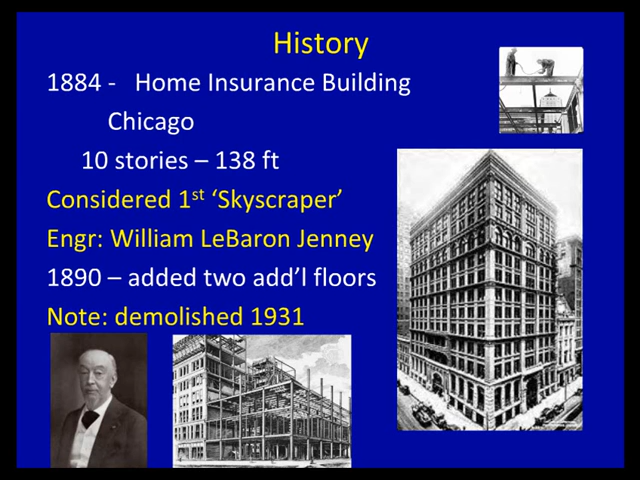 History
1884 - Home Insurance Building
Chicago
10 stories – 138 ft
Considered 1st ‘Skyscraper’
Engr: William LeBaron Jenney
1890 – added two add’l floors
Note: demolished 1931